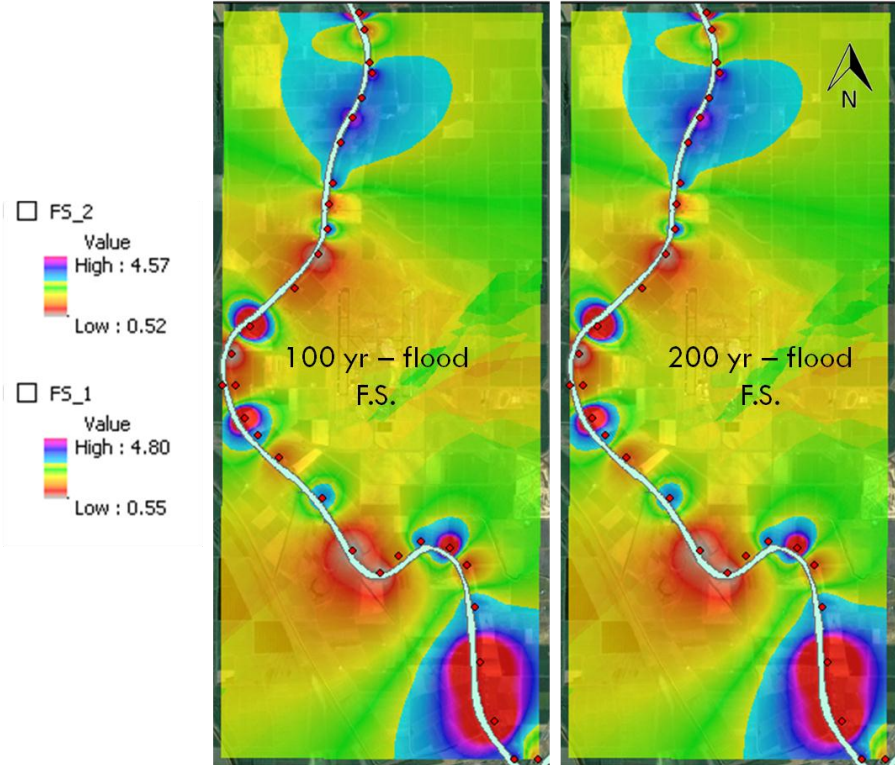 FS_2
Value
High : 4.57
Low : 0.52
FS_1
Value
High : 4.80
Low : 0.55
100 yr – flood
F.S.
200 yr – flood
F.S.
N